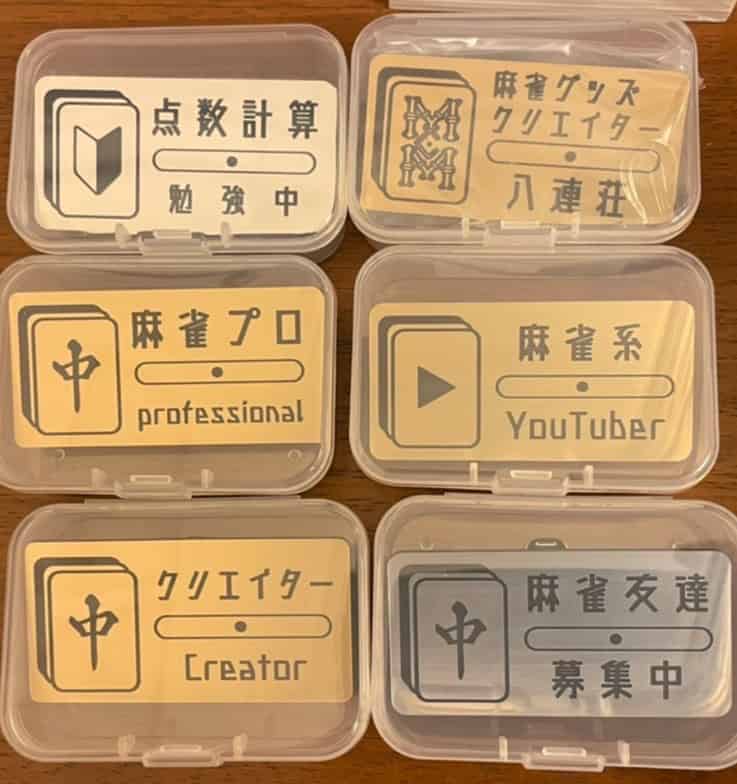 点数計算
勉強中
麻雀グッズ
クリエイター
八連荘
中
麻雀プロ
professional
麻雀系
YouTuber
中
クリエイター
Creator
中
麻雀友達
募集中